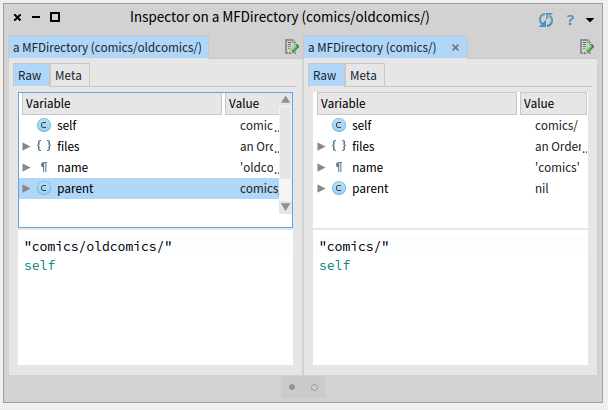 Inspector on a MFDirectory (comics/oldcomics/)
?
a MFDirectory (comics/oldcomics/)
Raw Meta
Variable Value
self comic..
files an Orc..
name 'oldco..
parent comics
"comics/oldcomics/"
self
a MFDirectory (comics/)
Raw Meta
Variable Value
self comics/
files an Order..
name 'comics'
parent nil
"comics/"
self